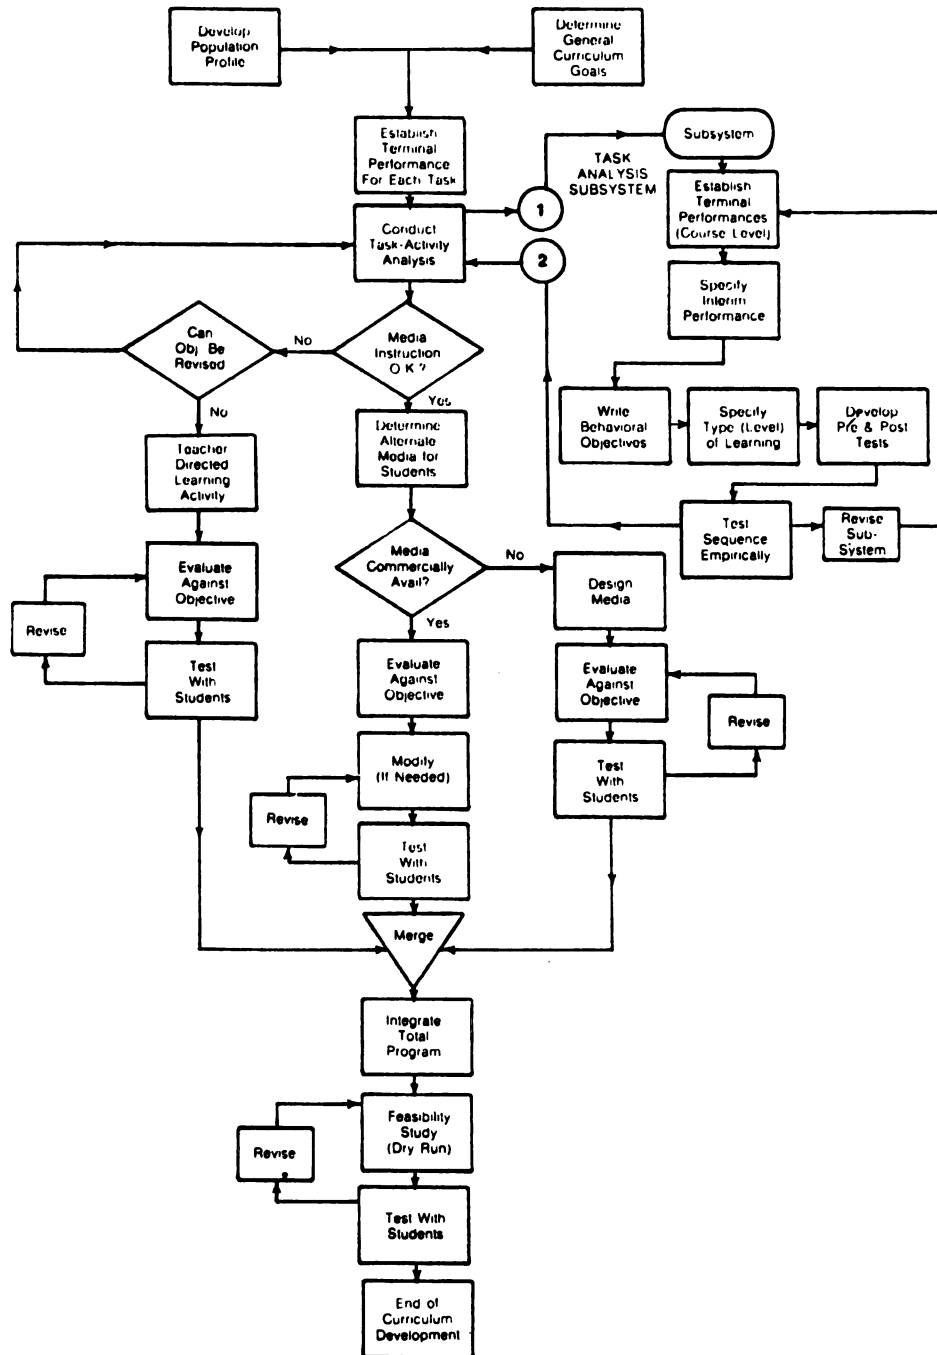 Develop
Population
Profile
Determine
General
Curriculum
Goals
Establish
Terminal
Performance
For Each Task
1
TASK
ANALYSIS
SUBSYSTEM
Subsystem
Establish
Terminal
Performances
(Course Level)
Conduct
Task-Activity
Analysis
2
Specify
Interim
Performance
Can
Obj. Be
Revised
No
Media
Instruction
O.K.?
Yes
No
Write
Behavioral
Objectives
Specify
Type (Level)
of Learning
Develop
Pre & Post
Tests
Teacher
Directed
Learning
Activity
Determine
Alternate
Media for
Students
Test
Sequence
Empirically
Revise
Sub-
System
Evaluate
Against
Objective
Media
Commercially
Avail?
No
Yes
Design
Media
Revise
Test
With
Students
Evaluate
Against
Objective
Evaluate
Against
Objective
Revise
Modify
(If Needed)
Test
With
Students
Revise
Test
With
Students
Merge
Integrate
Total
Program
Feasibility
Study
(Dry Run)
Revise
Test With
Students
End of
Curriculum
Development